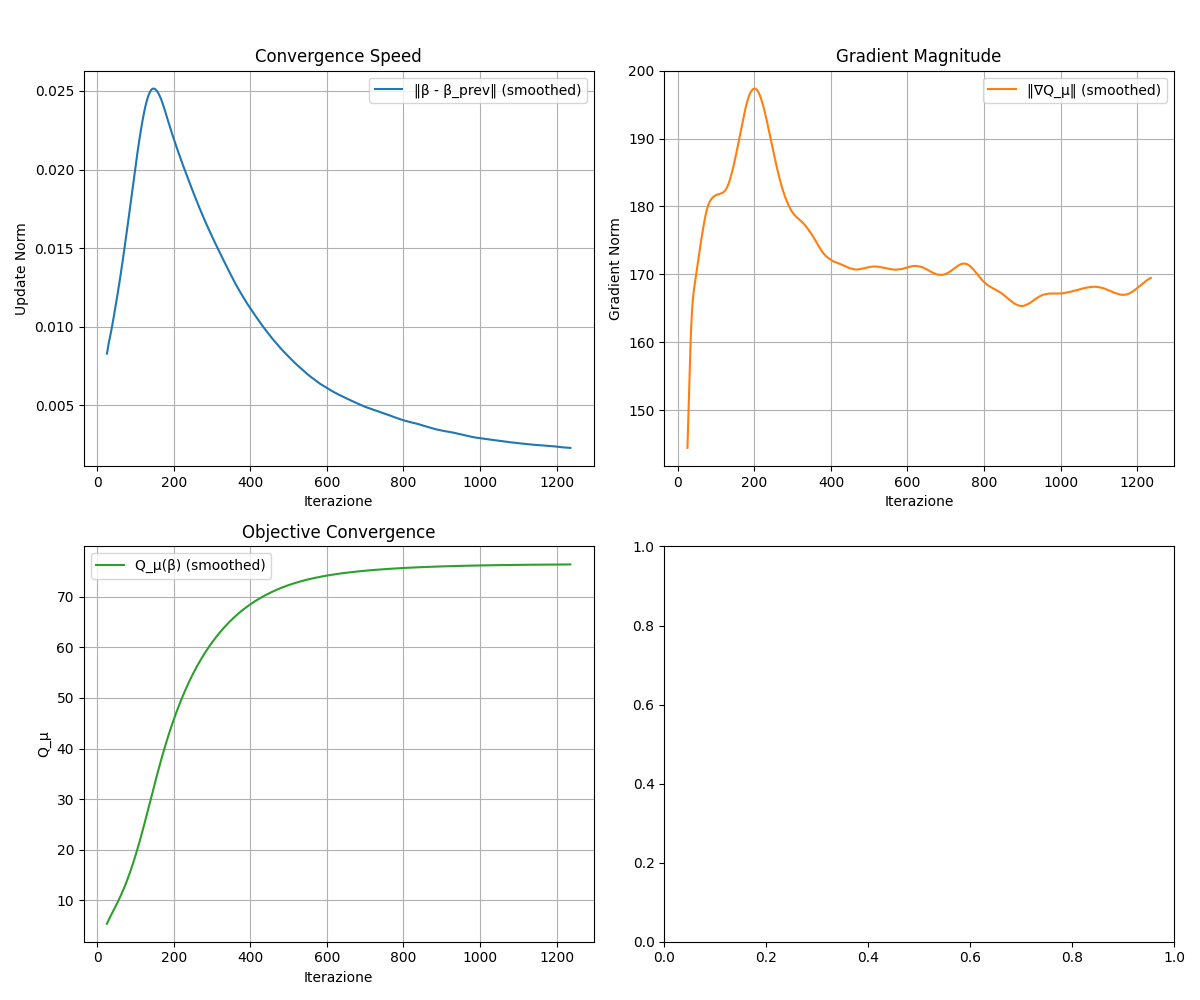 Convergence Speed
‖β - β_prev‖ (smoothed)
Update Norm
0.025
0.020
0.015
0.010
0.005
0 200 400 600 800 1000 1200
Iterazione
Gradient Magnitude
‖∇Q_μ‖ (smoothed)
Gradient Norm
200
190
180
170
160
150
0 200 400 600 800 1000 1200
Iterazione
Objective Convergence
Q_μ(β) (smoothed)
Q_μ
70
60
50
40
30
20
10
0 200 400 600 800 1000 1200
Iterazione
1.0
0.8
0.6
0.4
0.2
0.0
0.0 0.2 0.4 0.6 0.8 1.0